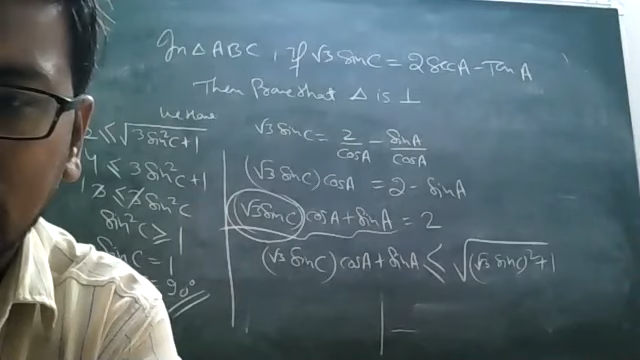 In △ ABC, If √3 sinC = 2 SecA - Tan A
Then Prove that △ is ⊥
√3 sinC = 2/cosA - sinA/cosA
(√3 sinC) cosA = 2 - sinA
(√3 sinC) cosA + sinA = 2
(√3 sinC) cosA + sinA ≤ √((√3 sinC)² + 1)
We Have
2 ≤ √(3 sin²C + 1)
4 ≤ 3 sin²C + 1
3 ≤ 3 sin²C
sin²C ≥ 1
sinC = 1
= 90°